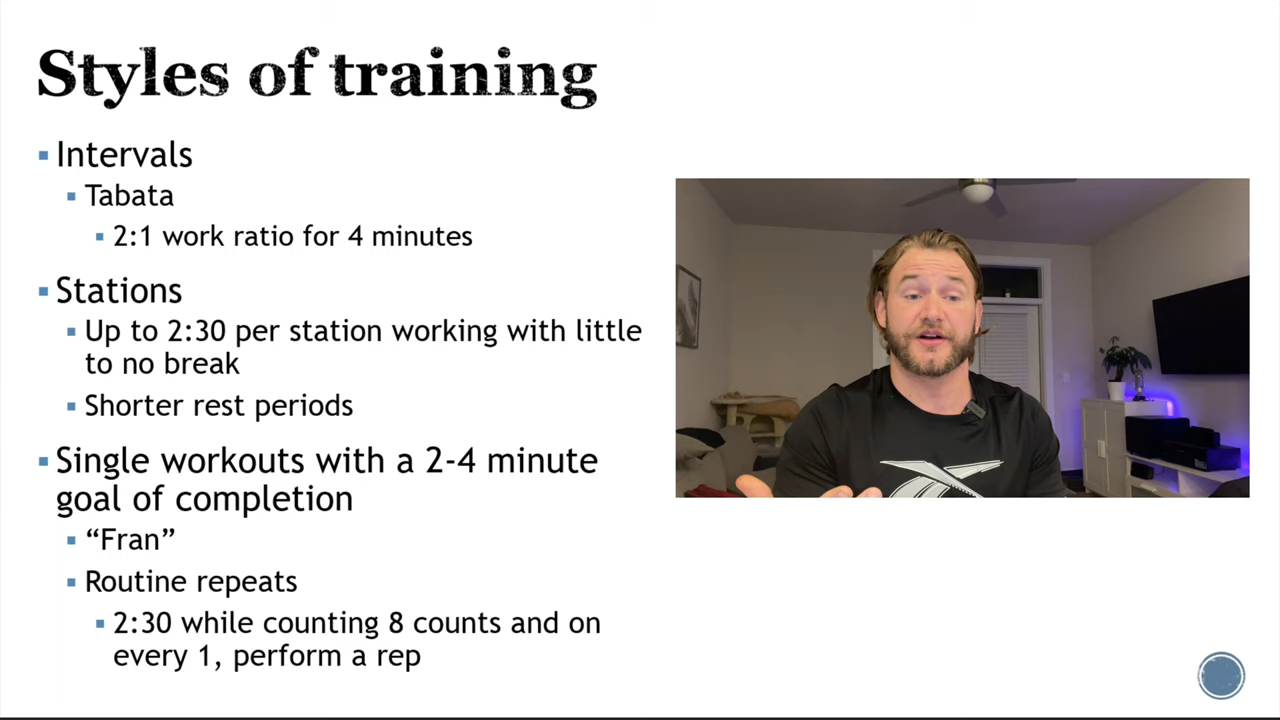 Styles of training
Intervals
Tabata
2:1 work ratio for 4 minutes
Stations
Up to 2:30 per station working with little
to no break
Shorter rest periods
Single workouts with a 2-4 minute
goal of completion
“Fran”
Routine repeats
2:30 while counting 8 counts and on
every 1, perform a rep